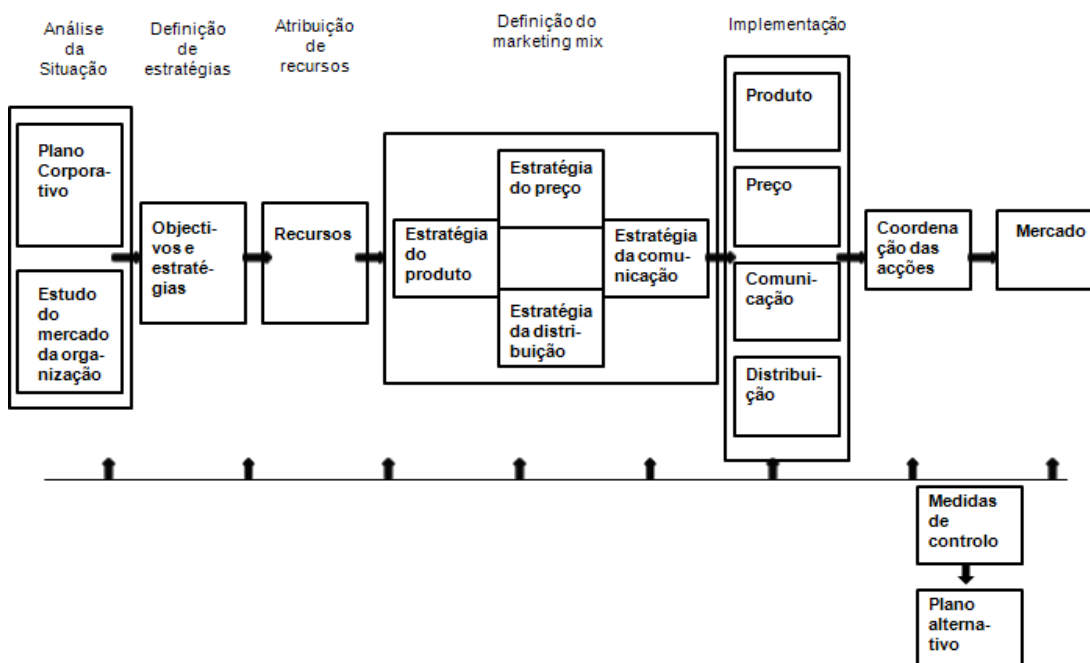 Análise
da
Situação
Definição
de
estratégias
Atribuição
de
recursos
Definição do
marketing mix
Implementação
Plano
Corpora-
tivo
Estudo
do
mercado
da orga-
nização
Objecti-
vos e
estraté-
gias
Recursos
Estratégia
do
produto
Estratégia
do preço
Estratégia
da distri-
buição
Estratégia
da comu-
nicação
Produto
Preço
Comuni-
cação
Distribui-
ção
Coordena
ação das
acções
Mercado
Medidas
de
controlo
Plano
alterna-
tivo